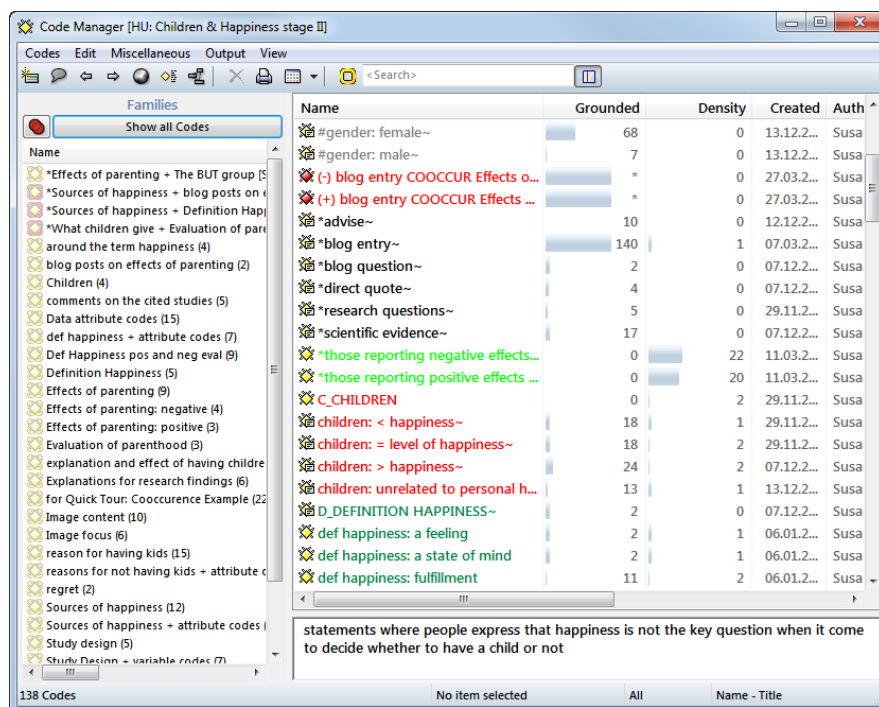 Code Manager [HU: Children & Happiness stage II]
Codes Edit Miscellaneous Output View
<Search>
Families
Show all Codes
Name
*Effects of parenting + The BUT group [S
*Sources of happiness + blog posts on e
*Sources of happiness + Definition Happ
*What children give + Evaluation of pare
around the term happiness (4)
blog posts on effects of parenting (2)
Children (4)
comments on the cited studies (5)
Data attribute codes (15)
def happiness + attribute codes (7)
Def Happiness pos and neg eval (9)
Definition Happiness (5)
Effects of parenting (9)
Effects of parenting: negative (4)
Effects of parenting: positive (3)
Evaluation of parenthood (3)
explanation and effect of having childre
Explanations for research findings (6)
for Quick Tour: Cooccurence Example (22
Image content (10)
Image focus (6)
reason for having kids (15)
reasons for not having kids + attribute c
regret (2)
Sources of happiness (12)
Sources of happiness + attribute codes (
Study design (5)
Study Design + variable codes (7)
Name Grounded Density Created Auth
#gender: female~ 68 0 13.12.2... Susa
#gender: male~ 7 0 13.12.2... Susa
(-) blog entry COOCCUR Effects o... * 0 27.03.2... Susa
(+) blog entry COOCCUR Effects ... * 0 27.03.2... Susa
*advise~ 10 0 12.12.2... Susa
*blog entry~ 140 1 07.03.2... Susa
*blog question~ 2 0 07.12.2... Susa
*direct quote~ 4 0 07.12.2... Susa
*research questions~ 5 0 29.11.2... Susa
*scientific evidence~ 17 0 07.12.2... Susa
*those reporting negative effects... 0 22 11.03.2... Susa
*those reporting positive effects ... 0 20 11.03.2... Susa
C_CHILDREN 0 2 29.11.2... Susa
children: < happiness~ 18 1 29.11.2... Susa
children: = level of happiness~ 18 2 29.11.2... Susa
children: > happiness~ 24 2 07.12.2... Susa
children: unrelated to personal h... 13 1 13.12.2... Susa
D_DEFINITION HAPPINESS~ 2 0 07.12.2... Susa
def happiness: a feeling 2 1 06.01.2... Susa
def happiness: a state of mind 2 1 06.01.2... Susa
def happiness: fulfillment 11 2 06.01.2... Susa
statements where people express that happiness is not the key question when it come
to decide whether to have a child or not
138 Codes No item selected All Name - Title